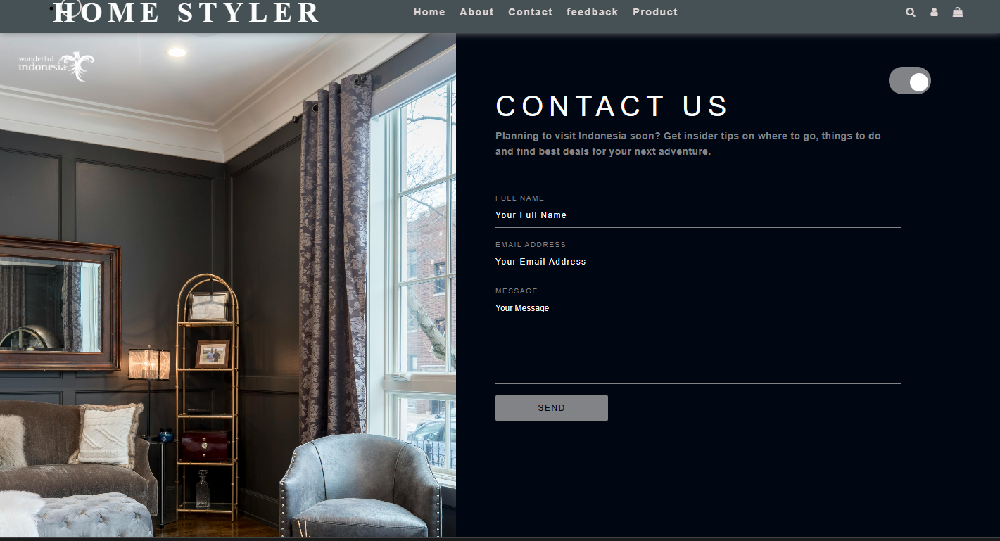 HOME STYLER
Home About Contact feedback Product
wonderful
indonesia
CONTACT US
Planning to visit Indonesia soon? Get insider tips on where to go, things to do
and find best deals for your next adventure.
FULL NAME
Your Full Name
EMAIL ADDRESS
Your Email Address
MESSAGE
Your Message
SEND